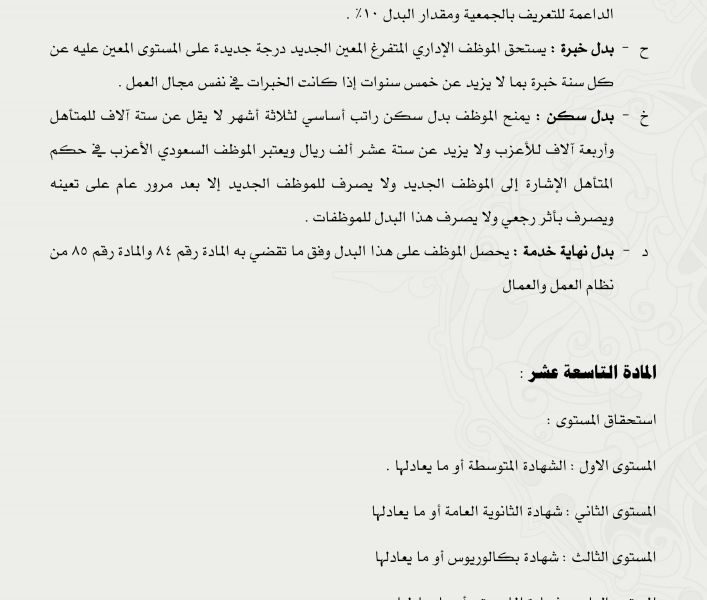 الداعمة للتعريف بالجمعية ومقدار البدل ١٠٪ .
ح - بدل خبرة : يستحق الموظف الإداري المتفرغ المعين الجديد درجة جديدة على المستوى المعين عليه عن
كل سنة خبرة بما لا يزيد عن خمس سنوات إذا كانت الخبرات في نفس مجال العمل .
خ - بدل سكن : يمنح الموظف بدل سكن راتب أساسي لثلاثة أشهر لا يقل عن ستة آلاف للمتأهل
وأربعة آلاف للأعزب ولا يزيد عن ستة عشر ألف ريال ويعتبر الموظف السعودي الأعزب في حكم
المتأهل الإشارة إلى الموظف الجديد ولا يصرف للموظف الجديد إلا بعد مرور عام على تعينه
ويصرف بأثر رجعي ولا يصرف هذا البدل للموظفات .
د - بدل نهاية خدمة : يحصل الموظف على هذا البدل وفق ما تقضي به المادة رقم ٨٤ والمادة رقم ٨٥ من
نظام العمل والعمال
المادة التاسعة عشر :
استحقاق المستوى :
المستوى الاول : الشهادة المتوسطة أو ما يعادلها .
المستوى الثاني : شهادة الثانوية العامة أو ما يعادلها
المستوى الثالث : شهادة بكالوريوس أو ما يعادلها